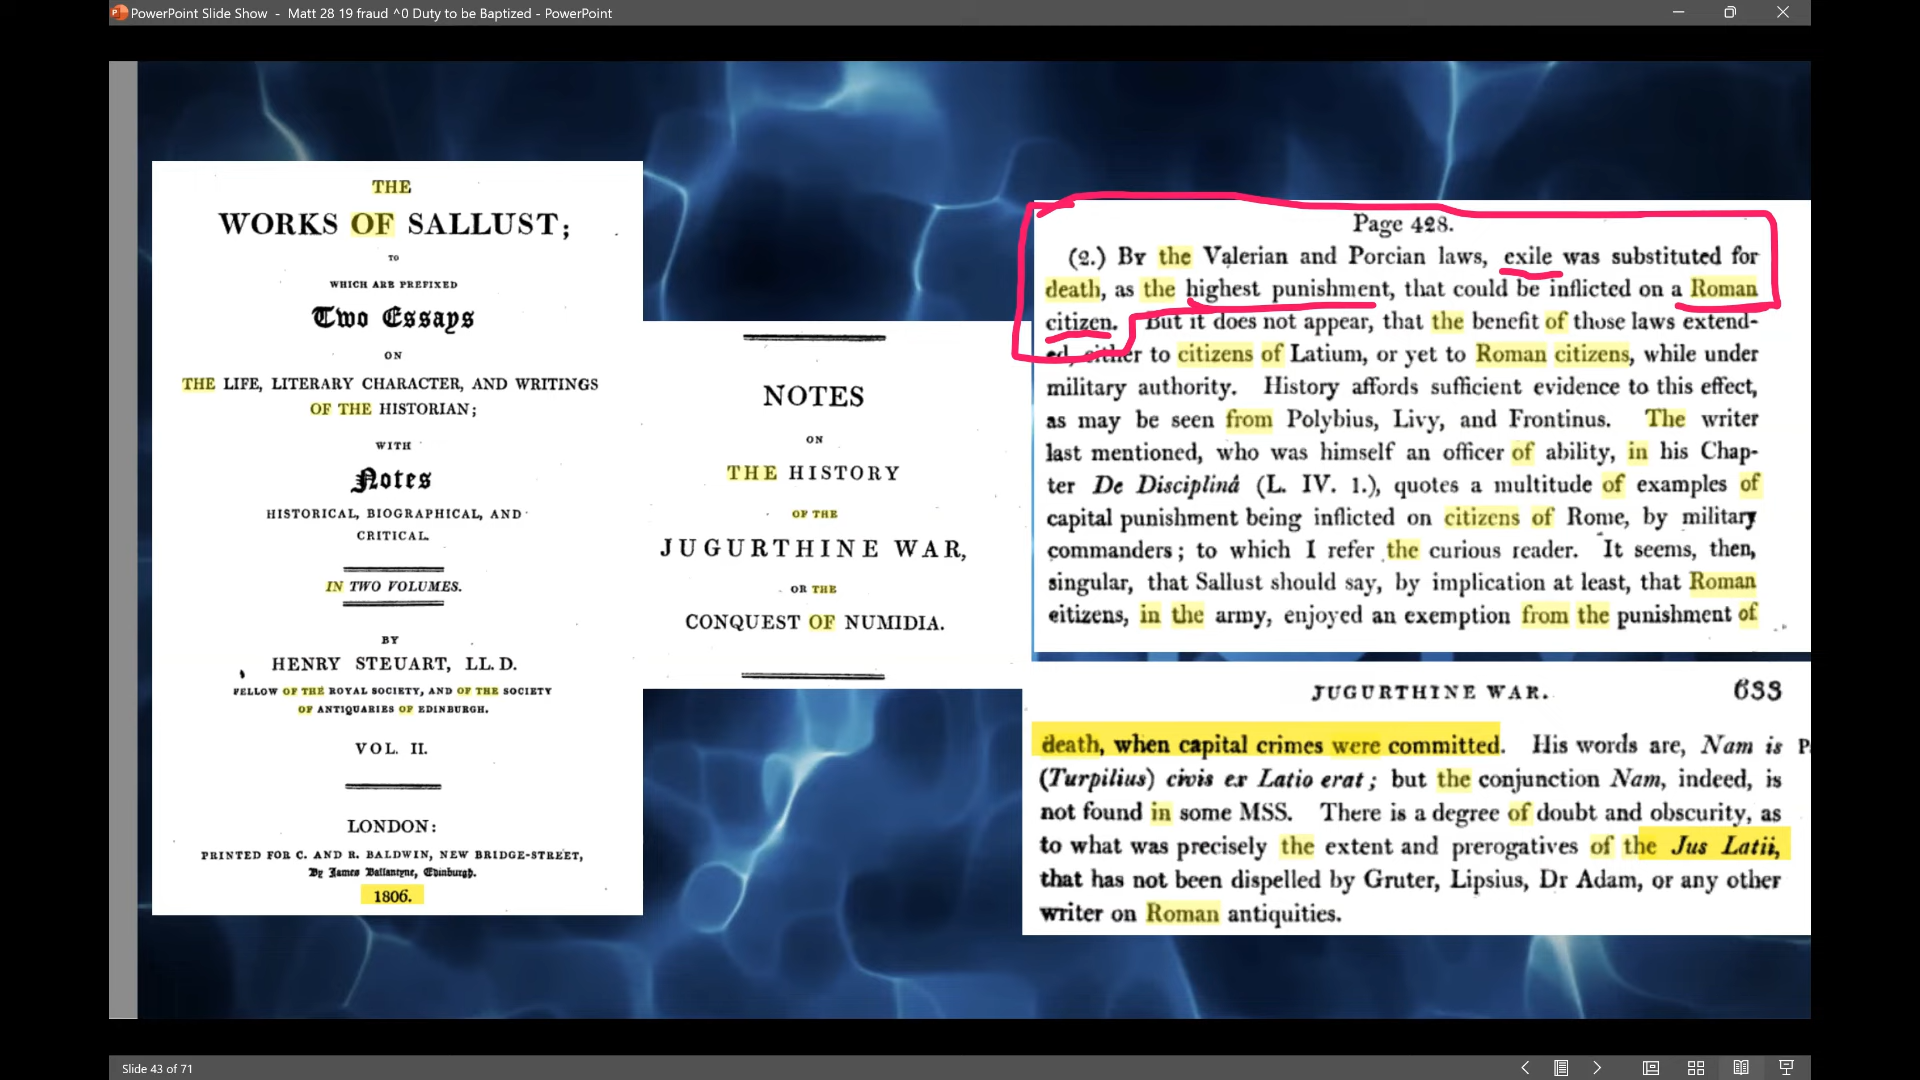 PowerPoint Slide Show - Matt 28 19 fraud ^0 Duty to be Baptized - PowerPoint
THE
WORKS OF SALLUST;
TO
WHICH ARE PREFIXED
Two Essays
ON
THE LIFE, LITERARY CHARACTER, AND WRITINGS
OF THE HISTORIAN;
WITH
Notes
HISTORICAL, BIOGRAPHICAL, AND
CRITICAL.
IN TWO VOLUMES.
BY
HENRY STEUART, LL. D.
FELLOW OF THE ROYAL SOCIETY, AND OF THE SOCIETY
OF ANTIQUARIES OF EDINBURGH.
VOL. II.
LONDON:
PRINTED FOR C. AND R. BALDWIN, NEW BRIDGE-STREET,
By James Ballantyne, Edinburgh.
1806.
NOTES
ON
THE HISTORY
OF THE
JUGURTHINE WAR,
OR THE
CONQUEST OF NUMIDIA.
Page 428.
(2.) By the Valerian and Porcian laws, exile was substituted for
death, as the highest punishment, that could be inflicted on a Roman
citizen. But it does not appear, that the benefit of those laws extend-
ed, either to citizens of Latium, or yet to Roman citizens, while under
military authority. History affords sufficient evidence to this effect,
as may be seen from Polybius, Livy, and Frontinus. The writer
last mentioned, who was himself an officer of ability, in his Chap-
ter De Disciplinâ (L. IV. 1.), quotes a multitude of examples of
capital punishment being inflicted on citizens of Rome, by military
commanders; to which I refer the curious reader. It seems, then,
singular, that Sallust should say, by implication at least, that Roman
citizens, in the army, enjoyed an exemption from the punishment of
JUGURTHINE WAR. 633
death, when capital crimes were committed. His words are, Nam is P.
(Turpilius) civis ex Latio erat; but the conjunction Nam, indeed, is
not found in some MSS. There is a degree of doubt and obscurity, as
to what was precisely the extent and prerogatives of the Jus Latii,
that has not been dispelled by Gruter, Lipsius, Dr Adam, or any other
writer on Roman antiquities.
Slide 43 of 71